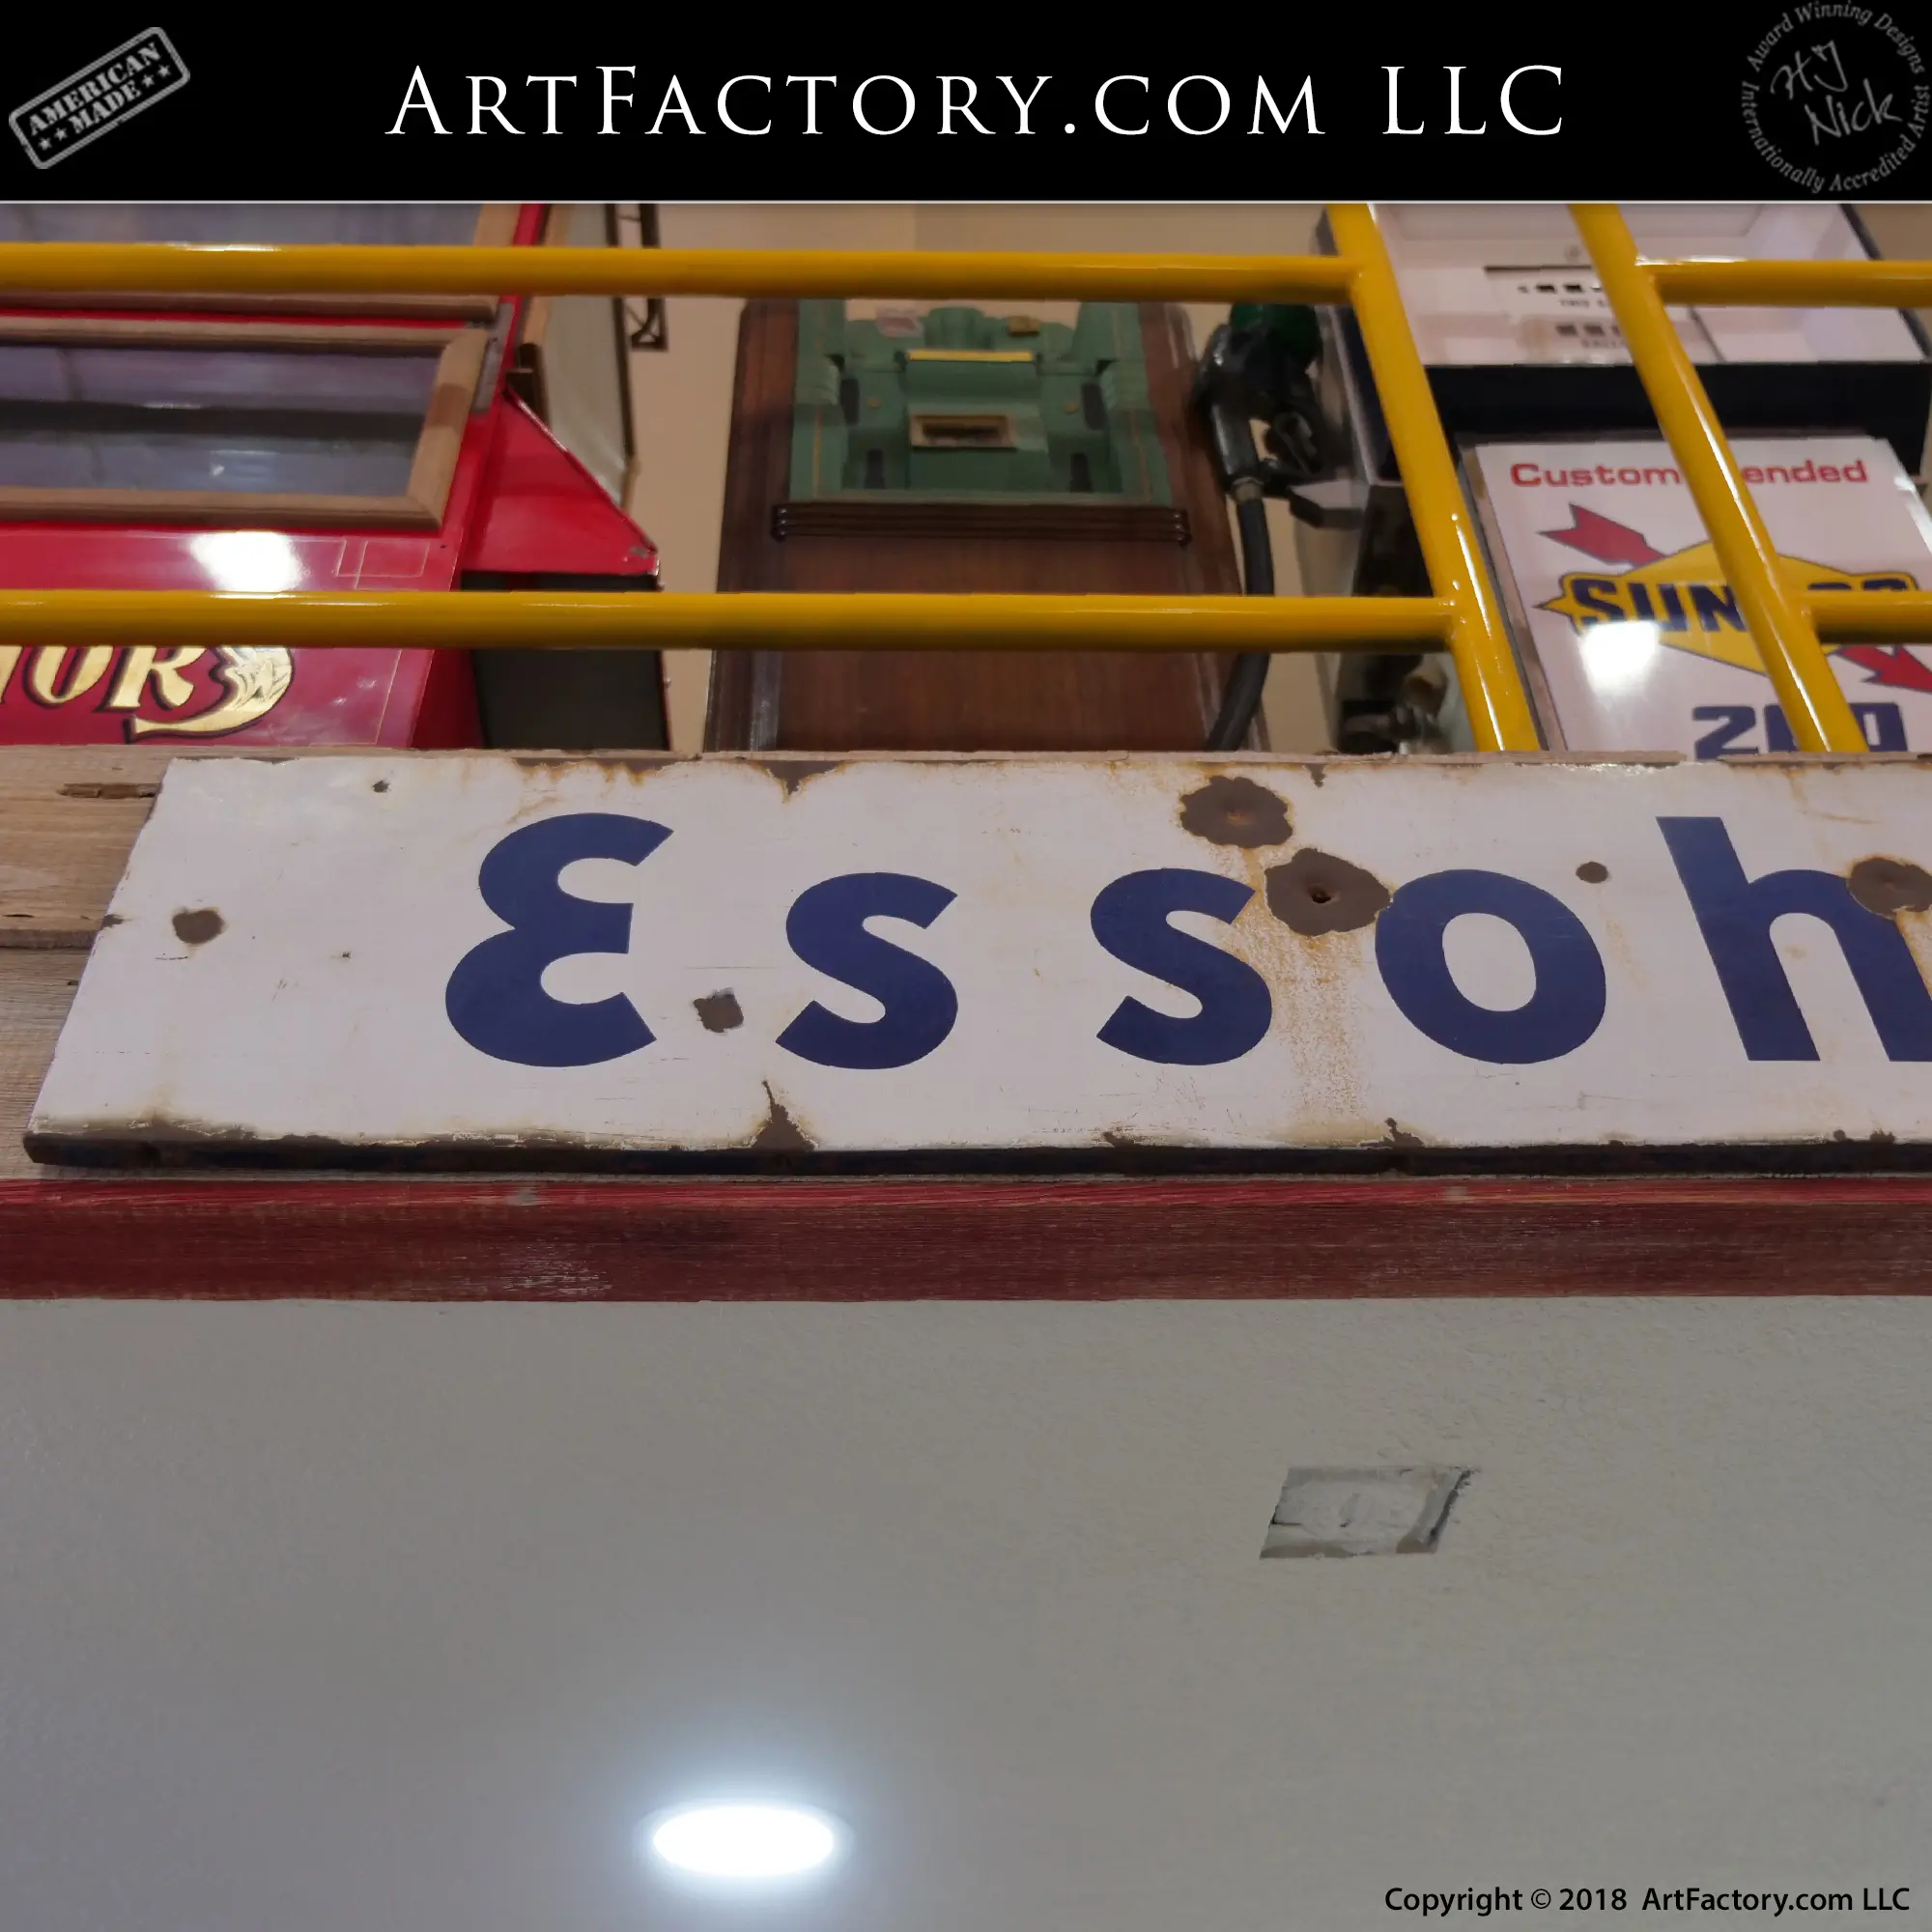 AMERICAN
MADE
ArtFactory.com LLC
Award Winning Designs
HJ
Nick
Internationally Accredited Artist
Custom ended
SUN
Essoh
Copyright © 2018 ArtFactory.com LLC